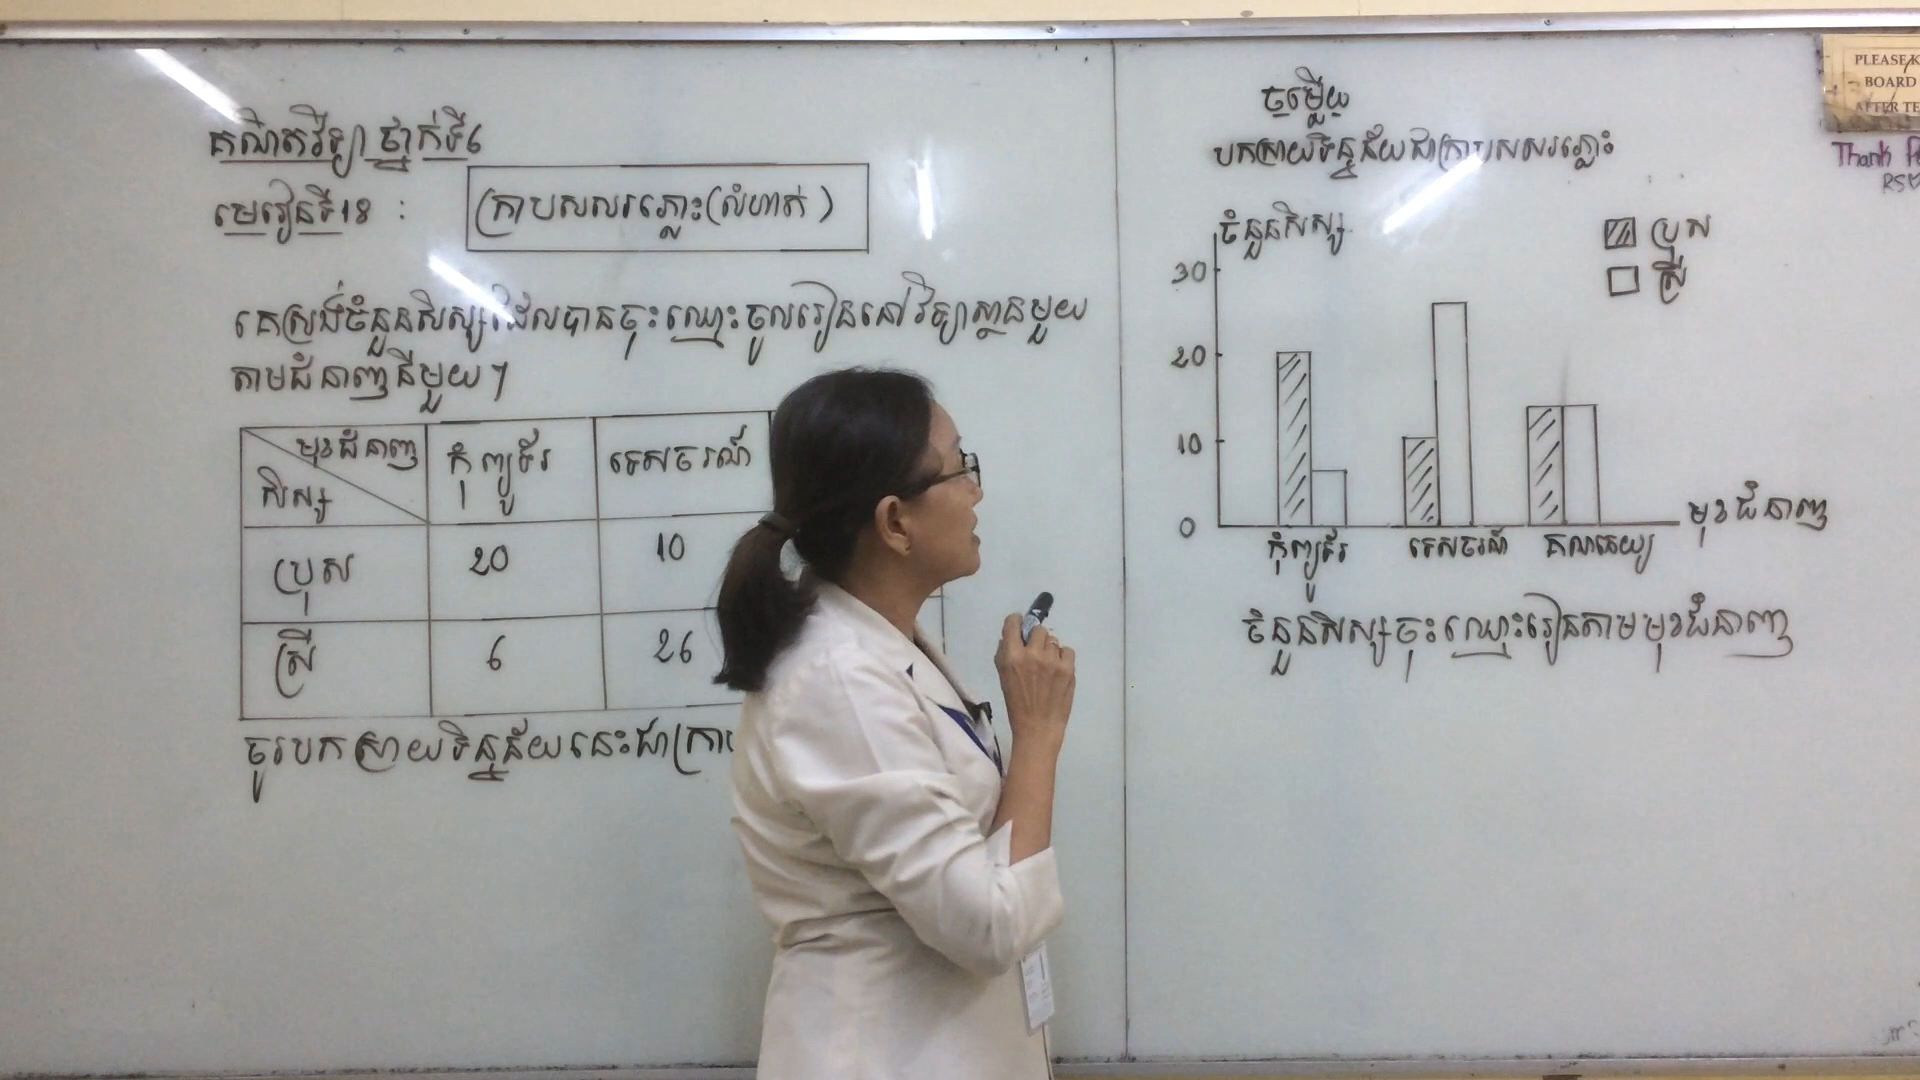 គណិតវិទ្យា ថ្នាក់ទី6
មេរៀនទី18 : ក្រាបសសរភ្លោះ(លំហាត់)
គេស្រង់ចំនួនសិស្សដែលបានចុះឈ្មោះចូលរៀននៅវិទ្យាស្ថានមួយ
តាមជំនាញនីមួយៗ
មុខជំនាញ
សិស្ស
កុំព្យូទ័រ
ទេសចរណ៍
ប្រុស 20 10
ស្រី 6 26
ចូរបកស្រាយទិន្នន័យនេះជាក្រាប
ចម្លើយ
បកស្រាយទិន្នន័យជាក្រាបសសរភ្លោះ
ចំនួនសិស្ស
ប្រុស
ស្រី
30
20
10
0
មុខជំនាញ
កុំព្យូទ័រ ទេសចរណ៍ គណនេយ្យ
ចំនួនសិស្សចុះឈ្មោះរៀនតាមមុខជំនាញ
PLEASE K
BOARD
AFTER TE
Thank